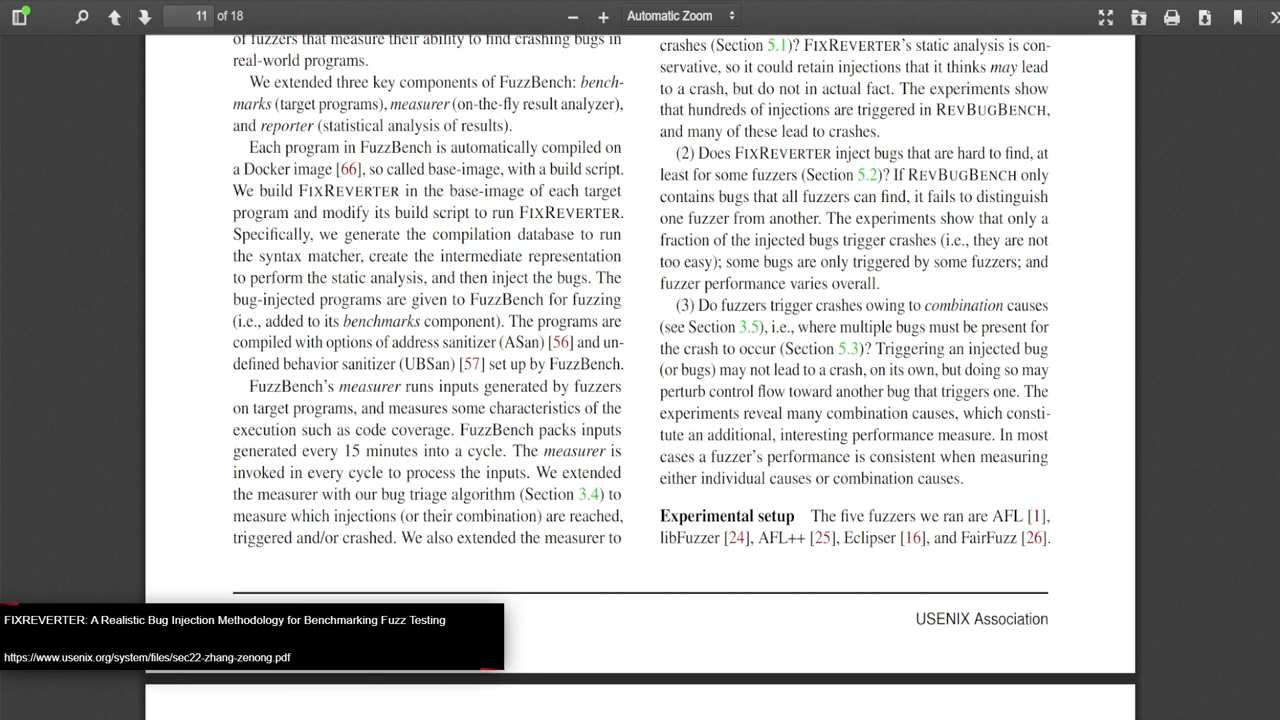 11 of 18
Automatic Zoom
of fuzzers that measure their ability to find crashing bugs in
real-world programs.
We extended three key components of FuzzBench: bench-
marks (target programs), measurer (on-the-fly result analyzer),
and reporter (statistical analysis of results).
Each program in FuzzBench is automatically compiled on
a Docker image [66], so called base-image, with a build script.
We build FIXREVERTER in the base-image of each target
program and modify its build script to run FIXREVERTER.
Specifically, we generate the compilation database to run
the syntax matcher, create the intermediate representation
to perform the static analysis, and then inject the bugs. The
bug-injected programs are given to FuzzBench for fuzzing
(i.e., added to its benchmarks component). The programs are
compiled with options of address sanitizer (ASan) [56] and un-
defined behavior sanitizer (UBSan) [57] set up by FuzzBench.
FuzzBench's measurer runs inputs generated by fuzzers
on target programs, and measures some characteristics of the
execution such as code coverage. FuzzBench packs inputs
generated every 15 minutes into a cycle. The measurer is
invoked in every cycle to process the inputs. We extended
the measurer with our bug triage algorithm (Section 3.4) to
measure which injections (or their combination) are reached,
triggered and/or crashed. We also extended the measurer to
crashes (Section 5.1)? FIXREVERTER's static analysis is con-
servative, so it could retain injections that it thinks may lead
to a crash, but do not in actual fact. The experiments show
that hundreds of injections are triggered in REVBUGBENCH,
and many of these lead to crashes.
(2) Does FIXREVERTER inject bugs that are hard to find, at
least for some fuzzers (Section 5.2)? If REVBUGBENCH only
contains bugs that all fuzzers can find, it fails to distinguish
one fuzzer from another. The experiments show that only a
fraction of the injected bugs trigger crashes (i.e., they are not
too easy); some bugs are only triggered by some fuzzers; and
fuzzer performance varies overall.
(3) Do fuzzers trigger crashes owing to combination causes
(see Section 3.5), i.e., where multiple bugs must be present for
the crash to occur (Section 5.3)? Triggering an injected bug
(or bugs) may not lead to a crash, on its own, but doing so may
perturb control flow toward another bug that triggers one. The
experiments reveal many combination causes, which consti-
tute an additional, interesting performance measure. In most
cases a fuzzer's performance is consistent when measuring
either individual causes or combination causes.
Experimental setup The five fuzzers we ran are AFL [1],
libFuzzer [24], AFL++ [25], Eclipser [16], and FairFuzz [26].
USENIX Association
FIXREVERTER: A Realistic Bug Injection Methodology for Benchmarking Fuzz Testing
https://www.usenix.org/system/files/sec22-zhang-zenong.pdf